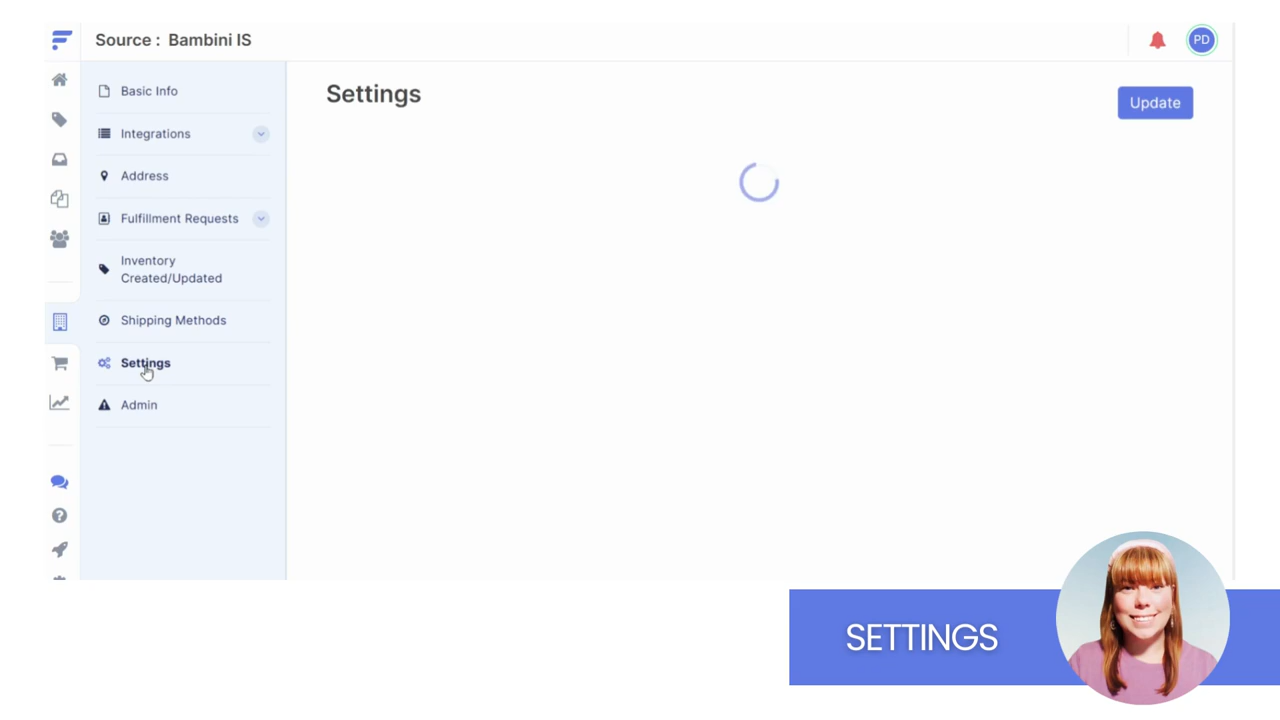 Source : Bambini IS
PD
Basic Info
Integrations
Address
Fulfillment Requests
Inventory
Created/Updated
Shipping Methods
Settings
Admin
Settings
Update
SETTINGS